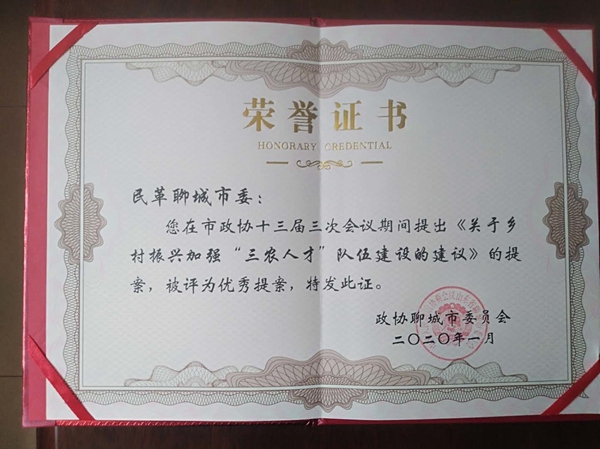 荣誉证书
HONORARY CREDENTIAL
民革聊城市委：
您在市政协十三届三次会议期间提出《关于乡
村振兴加强“三农人才”队伍建设的建议》的提
案，被评为优秀提案，特发此证。
政协聊城市委员会
二〇二〇年一月